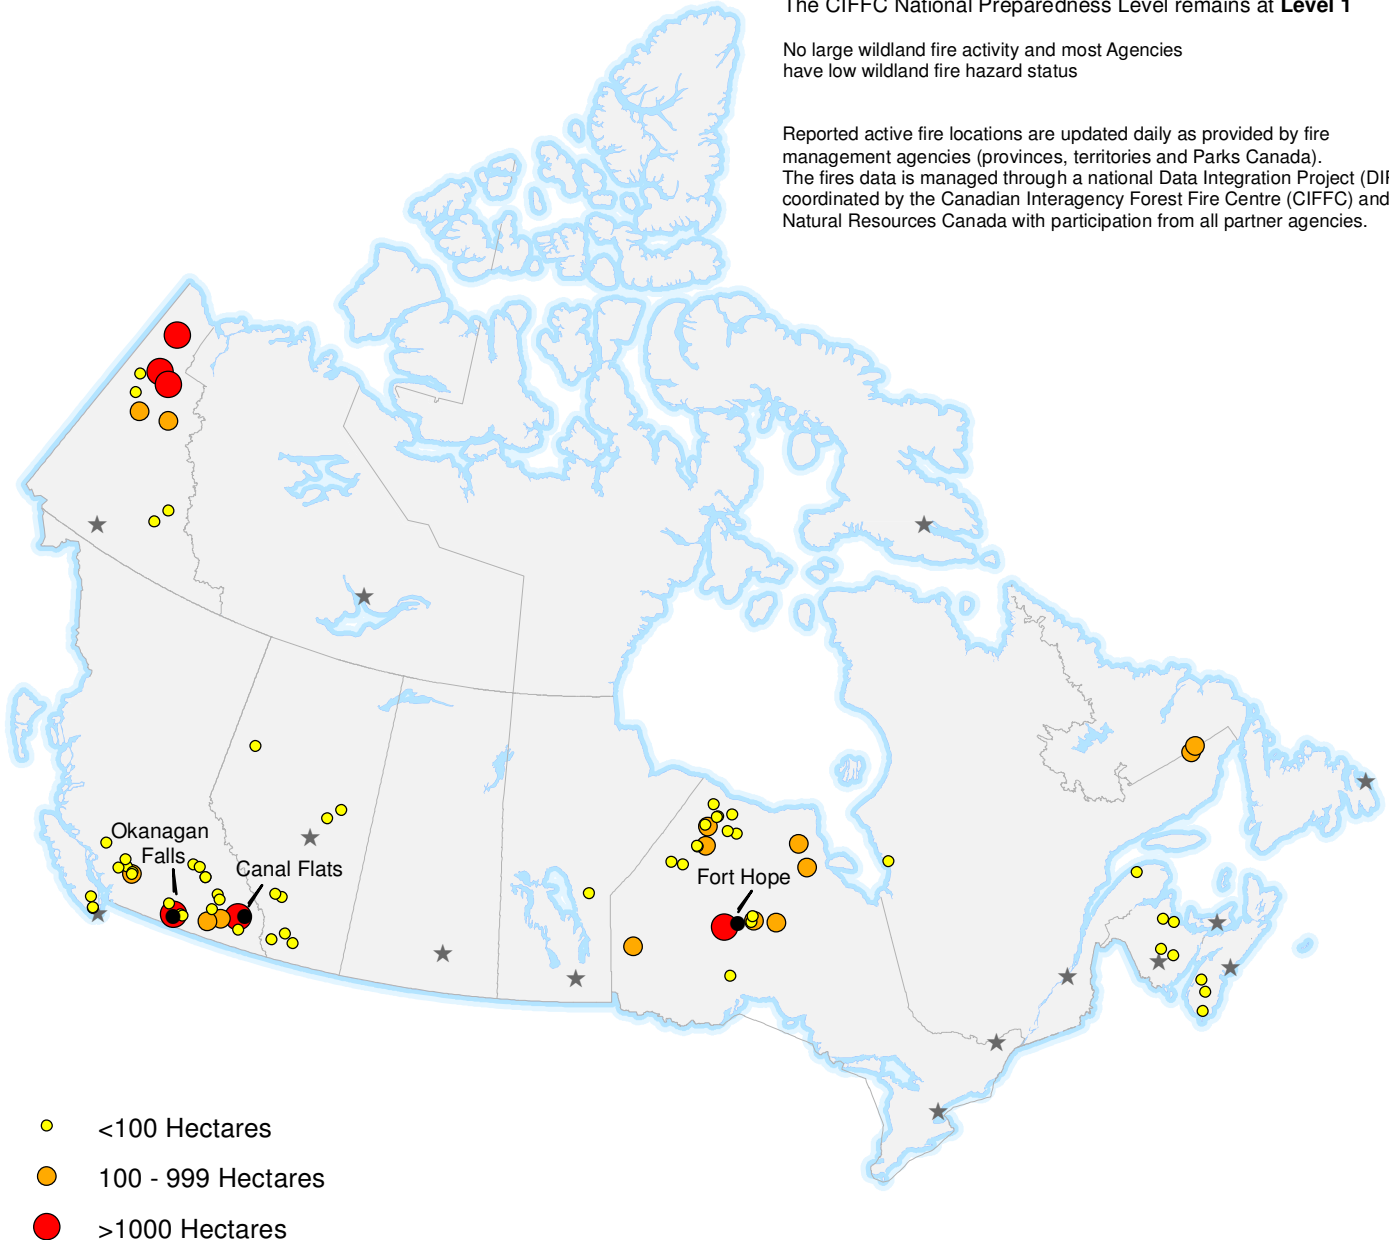 The CIFFC National Preparedness Level remains at Level 1
No large wildland fire activity and most Agencies
have low wildland fire hazard status
Reported active fire locations are updated daily as provided by fire
management agencies (provinces, territories and Parks Canada).
The fires data is managed through a national Data Integration Project
coordinated by the Canadian Interagency Forest Fire Centre (CIFFC) and
Natural Resources Canada with participation from all partner agencies.
Okanagan
Falls
Canal Flats
Fort Hope
<100 Hectares
100 - 999 Hectares
>1000 Hectares